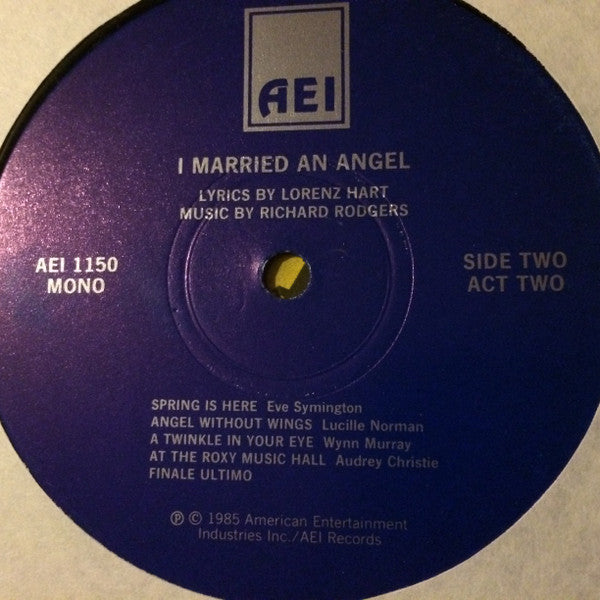 AEI
I MARRIED AN ANGEL
LYRICS BY LORENZ HART
MUSIC BY RICHARD RODGERS
AEI 1150
MONO
SIDE TWO
ACT TWO
SPRING IS HERE Eve Symington
ANGEL WITHOUT WINGS Lucille Norman
A TWINKLE IN YOUR EYE Wynn Murray
AT THE ROXY MUSIC HALL Audrey Christie
FINALE ULTIMO
℗ © 1985 American Entertainment
Industries Inc./AEI Records